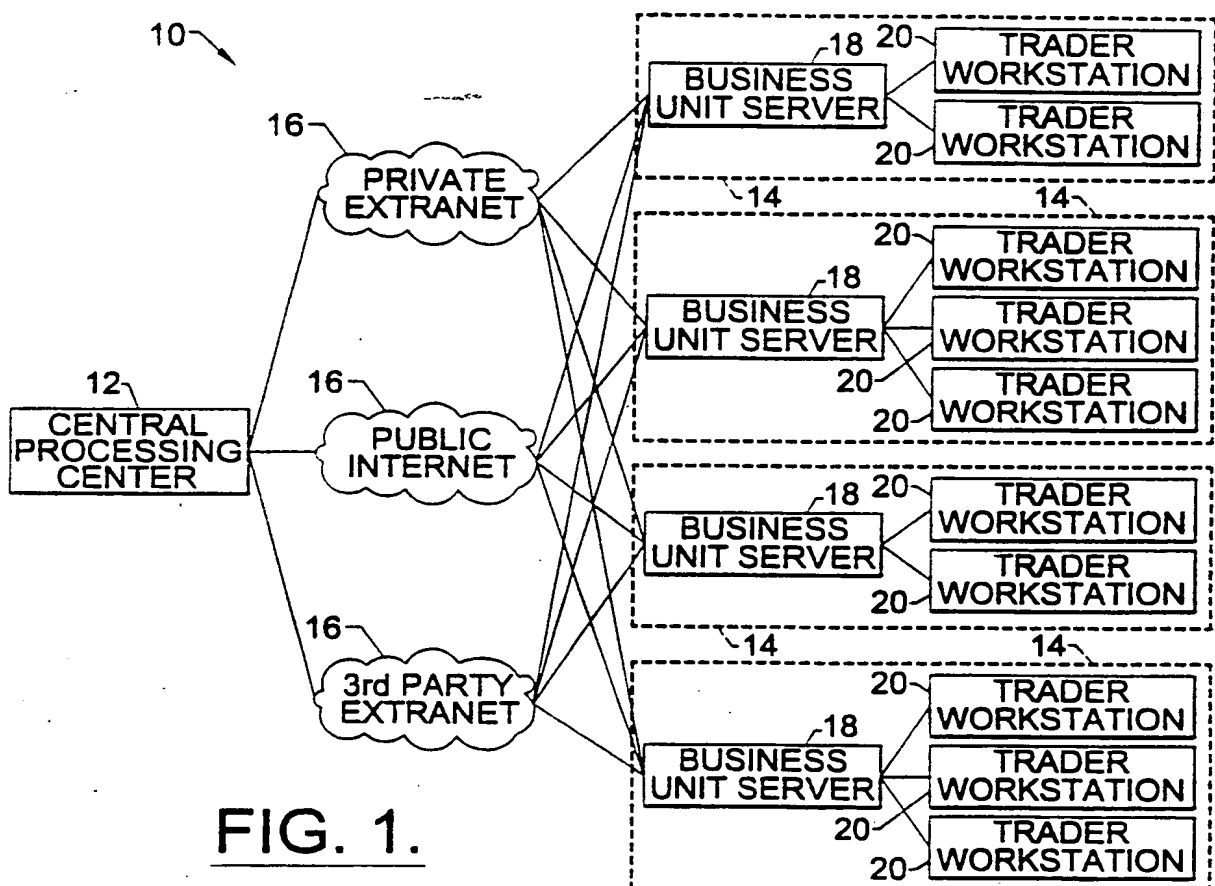 10
20
TRADER
WORKSTATION
18
BUSINESS
UNIT SERVER
TRADER
WORKSTATION
20
16
PRIVATE
EXTRANET
14
14
20
TRADER
WORKSTATION
18
BUSINESS
UNIT SERVER
TRADER
WORKSTATION
20
TRADER
WORKSTATION
20
12
CENTRAL
PROCESSING
CENTER
16
PUBLIC
INTERNET
20
TRADER
WORKSTATION
18
BUSINESS
UNIT SERVER
TRADER
WORKSTATION
20
16
3rd PARTY
EXTRANET
14
14
20
TRADER
WORKSTATION
18
BUSINESS
UNIT SERVER
TRADER
WORKSTATION
20
TRADER
WORKSTATION
20
FIG. 1.